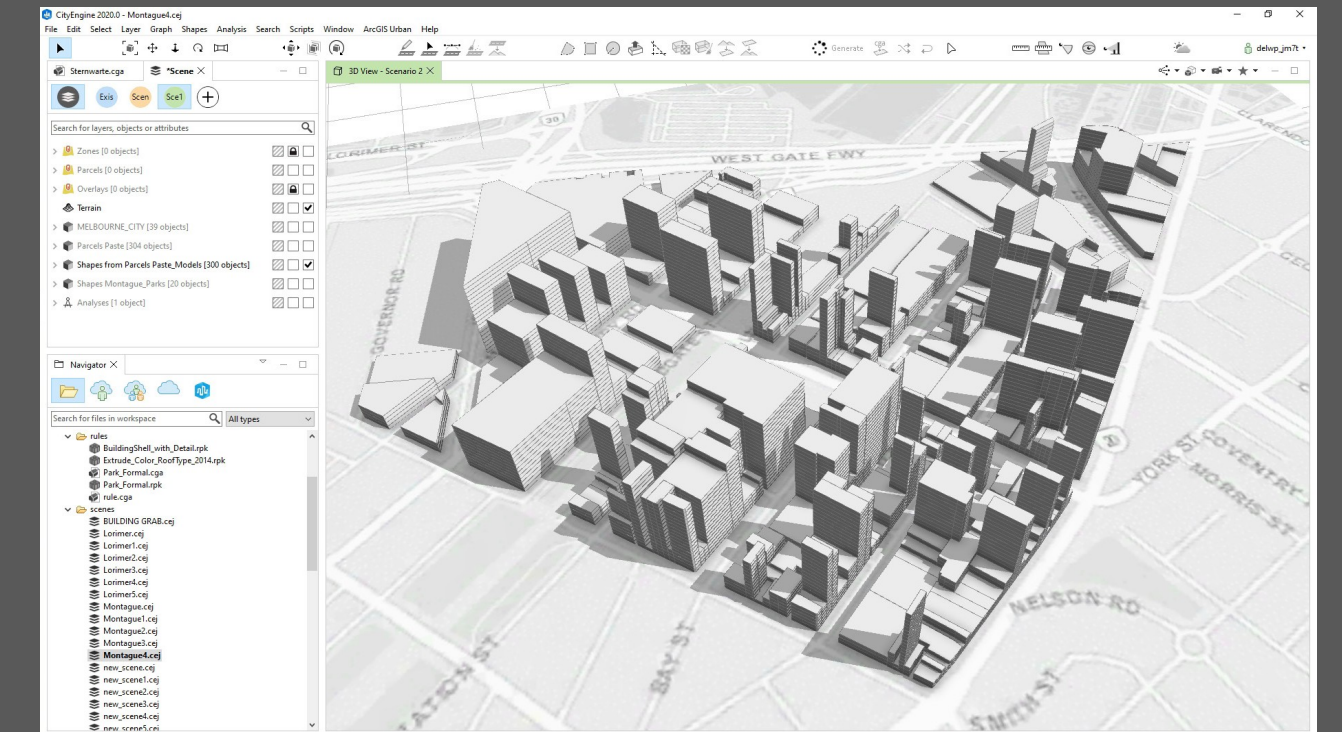 CityEngine 2020.0 - Montague4.cej
File Edit Select Layer Graph Shapes Analysis Search Scripts Window ArcGIS Urban Help
Generate
delwp_jm7t
Sternwarte.cga
*Scene
3D View - Scenario 2
Exis
Scen
Sce1
Search for layers, objects or attributes
Zones [0 objects]
Parcels [0 objects]
Overlays [0 objects]
Terrain
MELBOURNE_CITY [39 objects]
Parcels Paste [304 objects]
Shapes from Parcels Paste_Models [300 objects]
Shapes Montague_Parks [20 objects]
Analyses [1 object]
Navigator
Search for files in workspace
All types
rules
BuildingShell_with_Detail.rpk
Extrude_Color_RoofType_2014.rpk
Park_Formal.cga
Park_Formal.rpk
rule.cga
scenes
BUILDING GRAB.cej
Lorimer.cej
Lorimer1.cej
Lorimer2.cej
Lorimer3.cej
Lorimer4.cej
Lorimer5.cej
Montague.cej
Montague1.cej
Montague2.cej
Montague3.cej
Montague4.cej
new_scene.cej
new_scene1.cej
new_scene2.cej
new_scene3.cej
new_scene4.cej
new_scene5.cej
LORIMER ST
WEST GATE FWY
GOVERNOR RD
20
YORK ST
COVENTRY
MORRIS ST
NELSON RD
BAY ST
SMITH ST